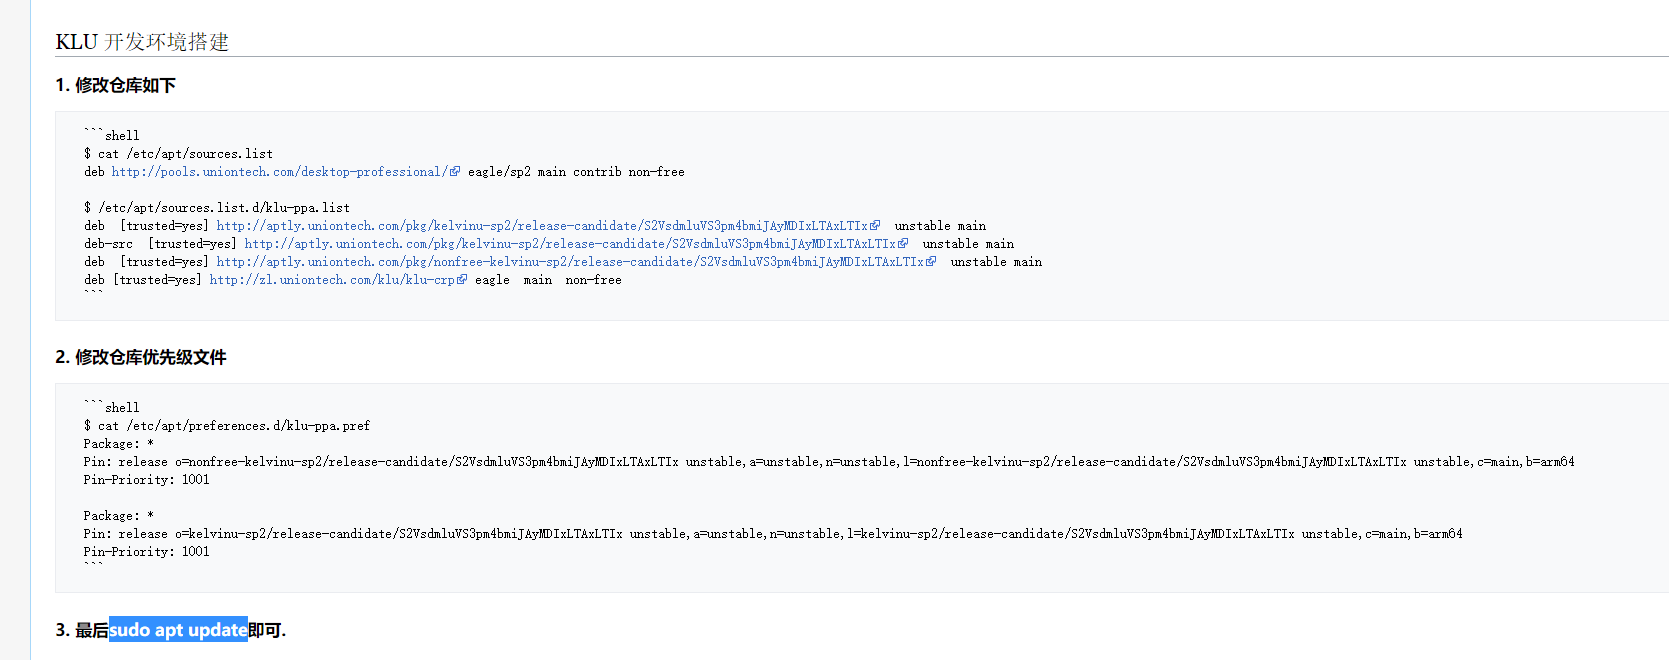 KLU 开发环境搭建
1. 修改仓库如下
```shell
$ cat /etc/apt/sources.list
deb http://pools.uniontech.com/desktop-professional/ eagle/sp2 main contrib non-free
$ /etc/apt/sources.list.d/klu-ppa.list
deb  [trusted=yes] http://aptly.uniontech.com/pkg/kelvinu-sp2/release-candidate/S2VsdmluVS3pm4bmiJAyMDIxLTAxLTIx  unstable main
deb-src  [trusted=yes] http://aptly.uniontech.com/pkg/kelvinu-sp2/release-candidate/S2VsdmluVS3pm4bmiJAyMDIxLTAxLTIx  unstable main
deb  [trusted=yes] http://aptly.uniontech.com/pkg/nonfree-kelvinu-sp2/release-candidate/S2VsdmluVS3pm4bmiJAyMDIxLTAxLTIx  unstable main
deb [trusted=yes] http://zl.uniontech.com/klu/klu-crp eagle  main  non-free
```
2. 修改仓库优先级文件
```shell
$ cat /etc/apt/preferences.d/klu-ppa.pref
Package: *
Pin: release o=nonfree-kelvinu-sp2/release-candidate/S2VsdmluVS3pm4bmiJAyMDIxLTAxLTIx unstable,a=unstable,n=unstable,l=nonfree-kelvinu-sp2/release-candidate/S2VsdmluVS3pm4bmiJAyMDIxLTAxLTIx unstable,c=main,b=arm64
Pin-Priority: 1001
Package: *
Pin: release o=kelvinu-sp2/release-candidate/S2VsdmluVS3pm4bmiJAyMDIxLTAxLTIx unstable,a=unstable,n=unstable,l=kelvinu-sp2/release-candidate/S2VsdmluVS3pm4bmiJAyMDIxLTAxLTIx unstable,c=main,b=arm64
Pin-Priority: 1001
```
3. 最后sudo apt update即可.